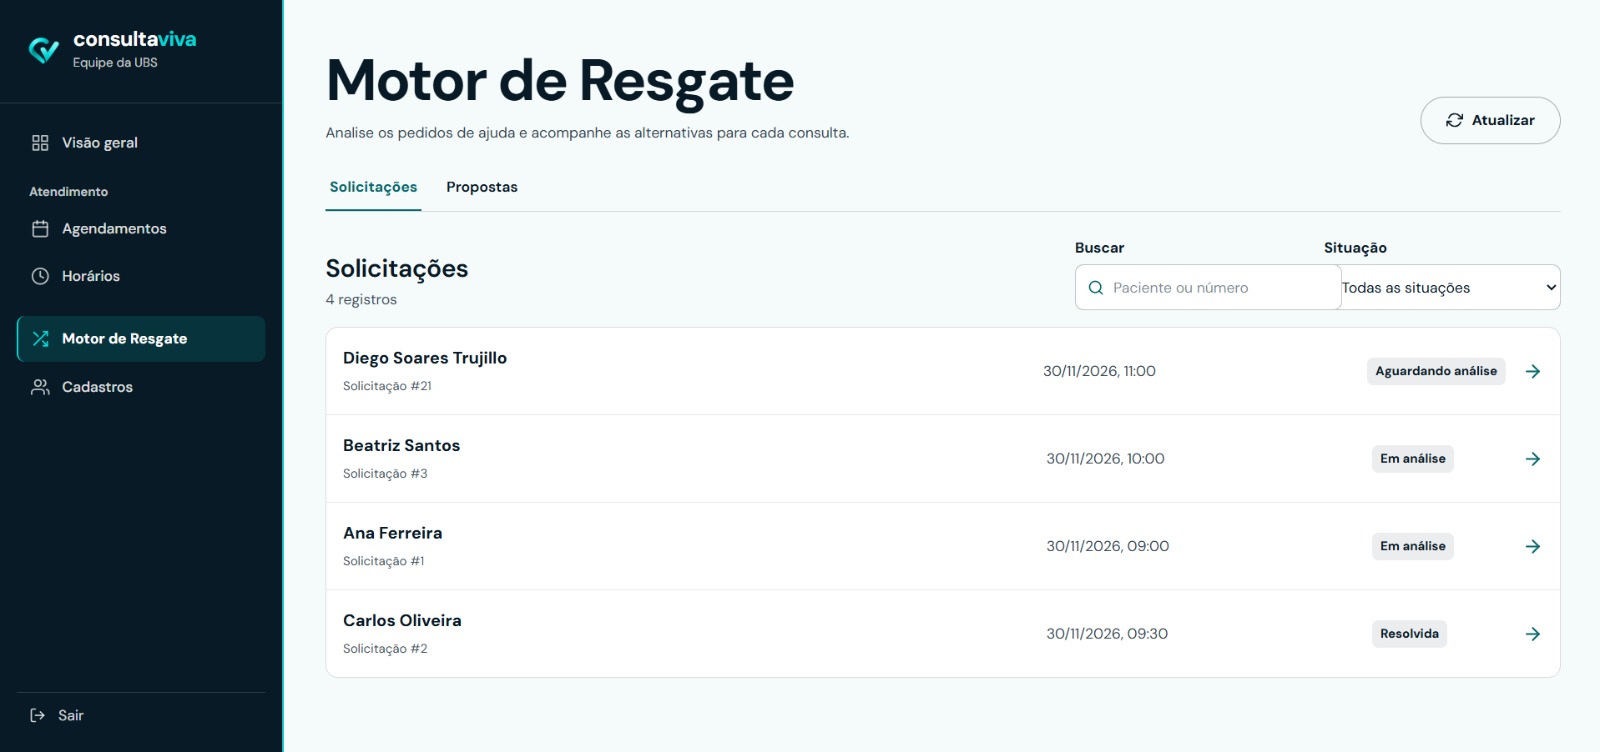 consultaviva
Equipe da UBS
Visão geral
Atendimento
Agendamentos
Horários
Motor de Resgate
Cadastros
Sair
Motor de Resgate
Analise os pedidos de ajuda e acompanhe as alternativas para cada consulta.
Atualizar
Solicitações Propostas
Solicitações
4 registros
Buscar
Paciente ou número
Situação
Todas as situações
Diego Soares Trujillo
Solicitação #21
30/11/2026, 11:00
Aguardando análise
Beatriz Santos
Solicitação #3
30/11/2026, 10:00
Em análise
Ana Ferreira
Solicitação #1
30/11/2026, 09:00
Em análise
Carlos Oliveira
Solicitação #2
30/11/2026, 09:30
Resolvida